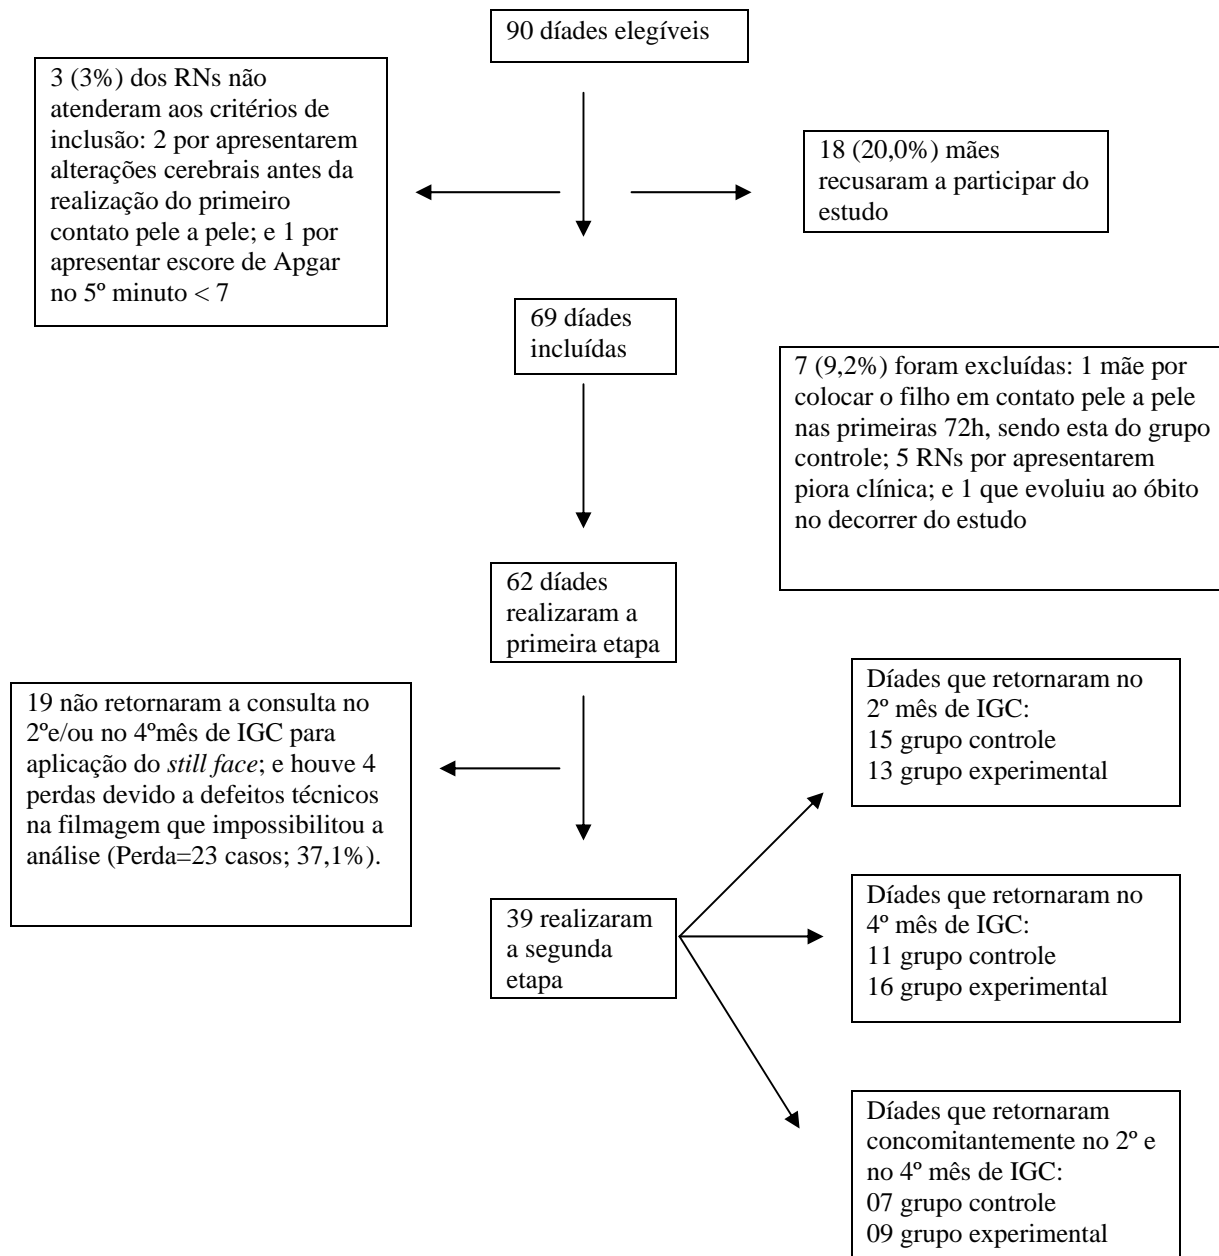 90 díades elegíveis
3 (3%) dos RNs não
atenderam aos critérios de
inclusão: 2 por apresentarem
alterações cerebrais antes da
realização do primeiro
contato pele a pele; e 1 por
apresentar escore de Apgar
no 5º minuto < 7
18 (20,0%) mães
recusaram a participar do
estudo
69 díades
incluídas
7 (9,2%) foram excluídas: 1 mãe por
colocar o filho em contato pele a pele
nas primeiras 72h, sendo esta do grupo
controle; 5 RNs por apresentarem
piora clínica; e 1 que evoluiu ao óbito
no decorrer do estudo
62 díades
realizaram a
primeira etapa
19 não retornaram a consulta no
2ºe/ou no 4ºmês de IGC para
aplicação do still face; e houve 4
perdas devido a defeitos técnicos
na filmagem que impossibilitou a
análise (Perda=23 casos; 37,1%).
39 realizaram
a segunda
etapa
Díades que retornaram no
2º mês de IGC:
15 grupo controle
13 grupo experimental
Díades que retornaram no
4º mês de IGC:
11 grupo controle
16 grupo experimental
Díades que retornaram
concomitantemente no 2º e
no 4º mês de IGC:
07 grupo controle
09 grupo experimental